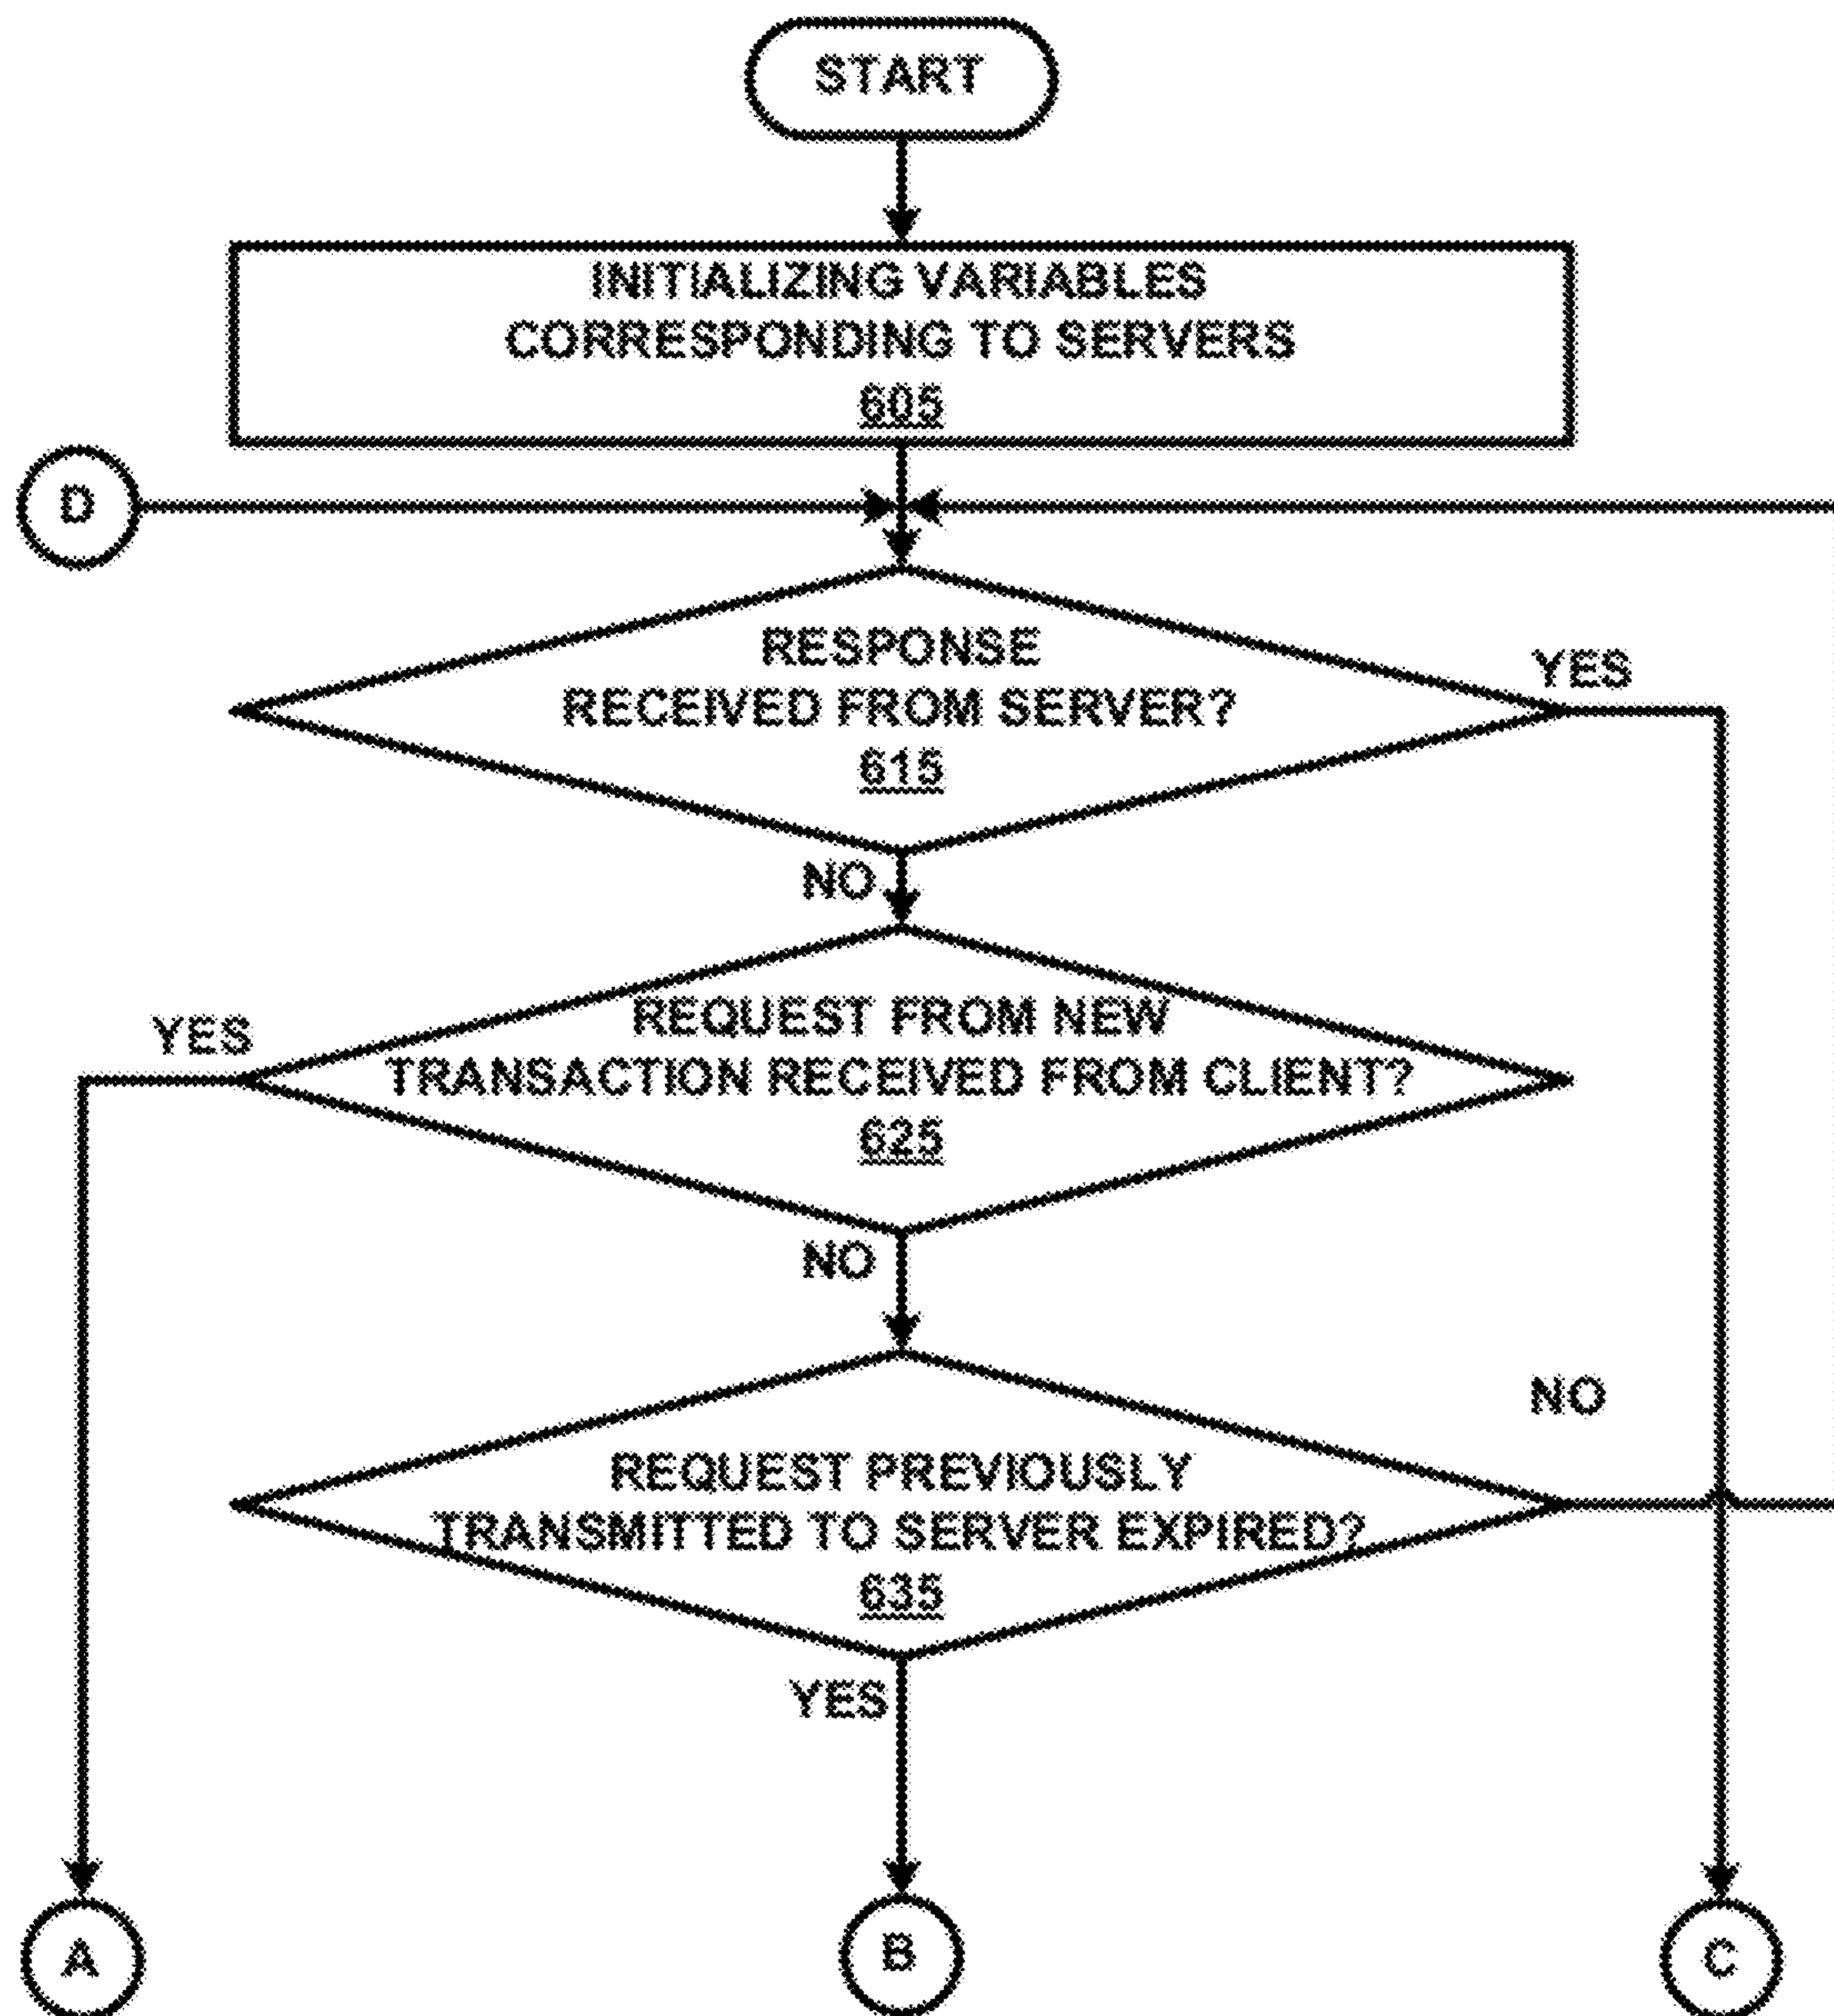 START
INITIALIZING VARIABLES
CORRESPONDING TO SERVERS
605
D
RESPONSE
RECEIVED FROM SERVER?
615
YES
NO
REQUEST FROM NEW
TRANSACTION RECEIVED FROM CLIENT?
625
YES
NO
REQUEST PREVIOUSLY
TRANSMITTED TO SERVER EXPIRED?
635
NO
YES
A
B
C